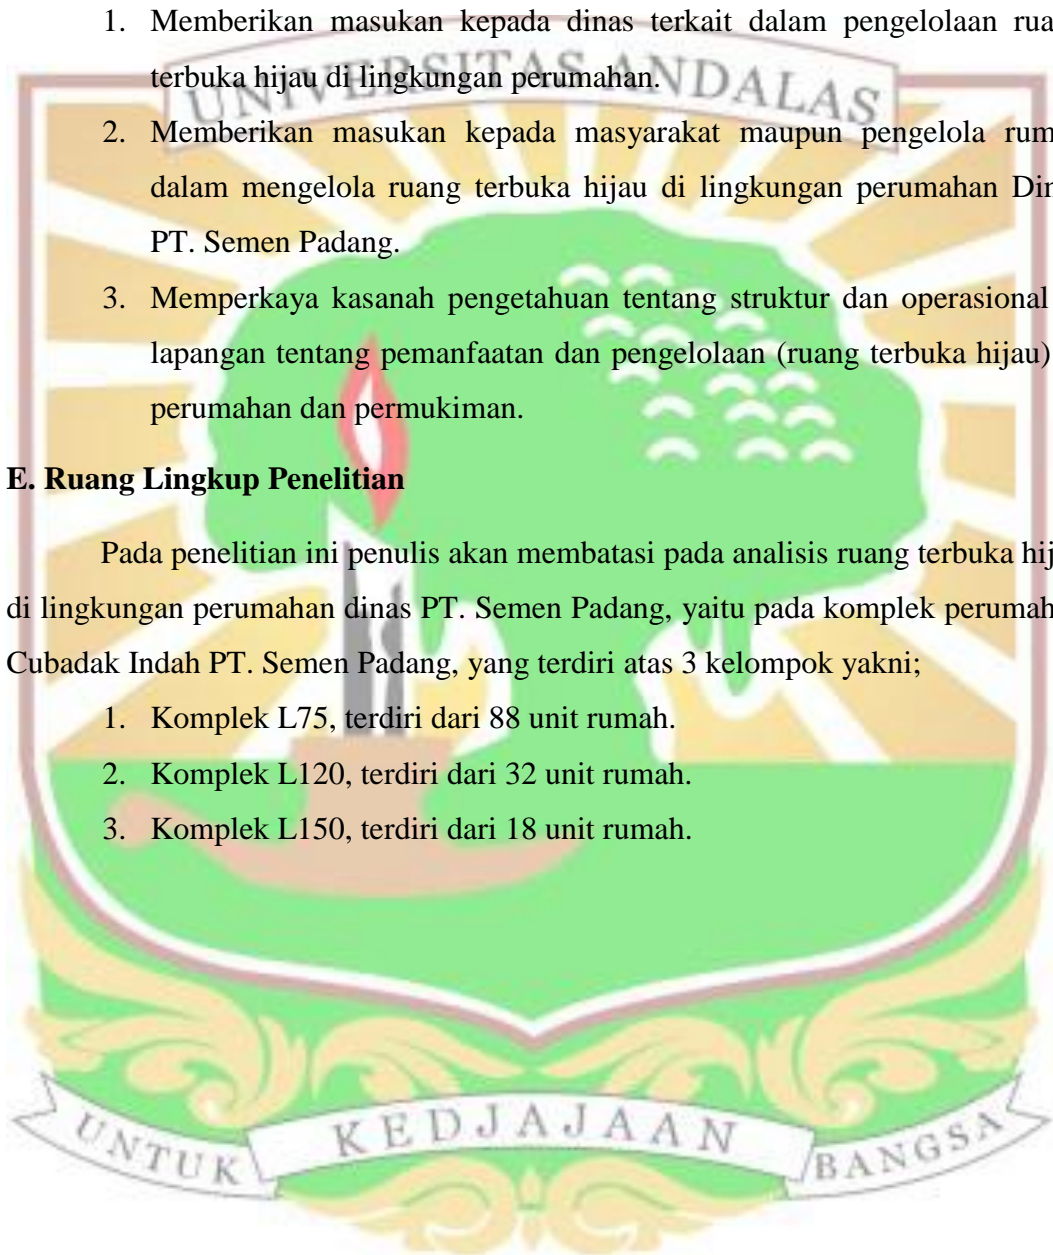 1. Memberikan masukan kepada dinas terkait dalam pengelolaan rua
terbuka hijau di lingkungan perumahan.
UNIVERSITAS ANDALAS
2. Memberikan masukan kepada masyarakat maupun pengelola rum
dalam mengelola ruang terbuka hijau di lingkungan perumahan Din
PT. Semen Padang.
3. Memperkaya kasanah pengetahuan tentang struktur dan operasional
lapangan tentang pemanfaatan dan pengelolaan (ruang terbuka hijau)
perumahan dan permukiman.
E. Ruang Lingkup Penelitian
Pada penelitian ini penulis akan membatasi pada analisis ruang terbuka hij
di lingkungan perumahan dinas PT. Semen Padang, yaitu pada komplek perumah
Cubadak Indah PT. Semen Padang, yang terdiri atas 3 kelompok yakni;
1. Komplek L75, terdiri dari 88 unit rumah.
2. Komplek L120, terdiri dari 32 unit rumah.
3. Komplek L150, terdiri dari 18 unit rumah.
UNTUK KEDJAJAAN BANGSA